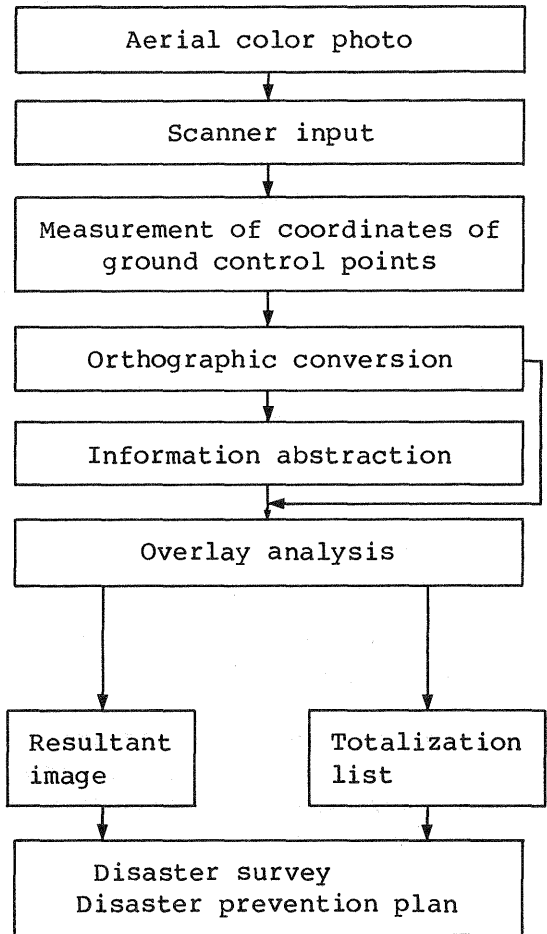 Aerial color photo
Scanner input
Measurement of coordinates of
ground control points
Orthographic conversion
Information abstraction
Overlay analysis
Resultant
image
Totalization
list
Disaster survey
Disaster prevention plan